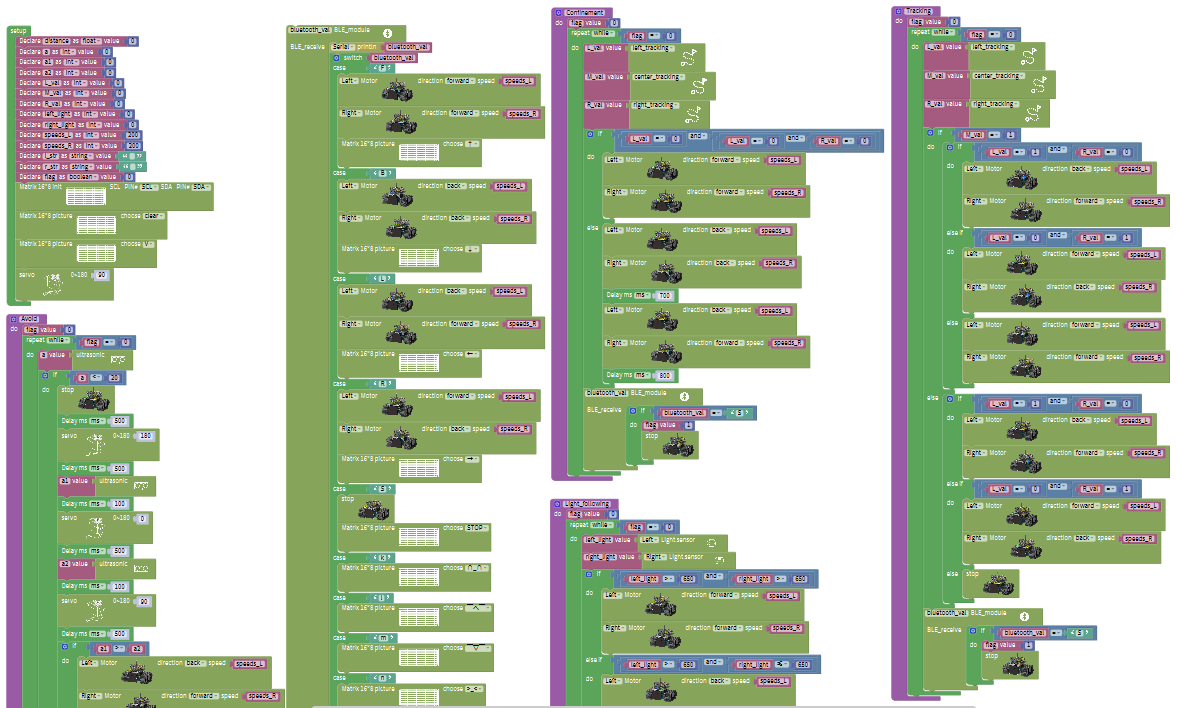 setup
Declare distance as float value 0
Declare a as int value 0
Declare a1 as int value 0
Declare a2 as int value 0
Declare L_val as int value 0
Declare M_val as int value 0
Declare R_val as int value 0
Declare left_light as int value 0
Declare right_light as int value 0
Declare speeds_L as int value 200
Declare speeds_R as int value 200
Declare l_str as string value “ ”
Declare r_str as string value “ ”
Declare flag as boolean value 0
Matrix 16*8 Init SCL PIN# SCL SDA PIN# SDA
Matrix 16*8 picture choose clear
Matrix 16*8 picture choose
servo 0~180 90
Avoid
do flag value 0
repeat while flag = 0
do a value ultrasonic
if a < 20
do stop
Delay ms ms 500
servo 0~180 180
Delay ms ms 500
a1 value ultrasonic
Delay ms ms 100
servo 0~180 0
Delay ms ms 500
a2 value ultrasonic
Delay ms ms 100
servo 0~180 90
Delay ms ms 500
if a1 > a2
do Left Motor direction back speed speeds_L
Right Motor direction forward speed speeds_R
bluetooth_val BLE_module
BLE_receive Serial println bluetooth_val
switch bluetooth_val
case “ F ”
Left Motor direction forward speed speeds_L
Right Motor direction forward speed speeds_R
Matrix 16*8 picture choose ↑
case “ B ”
Left Motor direction back speed speeds_L
Right Motor direction back speed speeds_R
Matrix 16*8 picture choose ↓
case “ L ”
Left Motor direction back speed speeds_L
Right Motor direction forward speed speeds_R
Matrix 16*8 picture choose ←
case “ R ”
Left Motor direction forward speed speeds_L
Right Motor direction back speed speeds_R
Matrix 16*8 picture choose →
case “ S ”
stop
Matrix 16*8 picture choose STOP
case “ k ”
Matrix 16*8 picture choose
case “ l ”
Matrix 16*8 picture choose
case “ m ”
Matrix 16*8 picture choose
case “ n ”
Matrix 16*8 picture choose
Confinement
do flag value 0
repeat while flag = 0
do L_val value left_tracking
M_val value center_tracking
R_val value right_tracking
if L_val = 0 and M_val = 0 and R_val = 0
do Left Motor direction forward speed speeds_L
Right Motor direction forward speed speeds_R
else Left Motor direction back speed speeds_L
Right Motor direction back speed speeds_R
Delay ms ms 700
Left Motor direction back speed speeds_L
Right Motor direction forward speed speeds_R
Delay ms ms 800
bluetooth_val BLE_module
BLE_receive if bluetooth_val = “ S ”
do flag value 1
stop
Light_following
do flag value 0
repeat while flag = 0
do left_light value Left Light sensor
right_light value Right Light sensor
if left_light > 650 and right_light > 650
do Left Motor direction forward speed speeds_L
Right Motor direction forward speed speeds_R
else if left_light > 650 and right_light ≤ 650
do Left Motor direction back speed speeds_L
Tracking
do flag value 0
repeat while flag = 0
do L_val value left_tracking
M_val value center_tracking
R_val value right_tracking
if M_val = 1
do if L_val = 1 and R_val = 0
do Left Motor direction back speed speeds_L
Right Motor direction forward speed speeds_R
else if L_val = 0 and R_val = 1
do Left Motor direction forward speed speeds_L
Right Motor direction back speed speeds_R
else Left Motor direction forward speed speeds_L
Right Motor direction forward speed speeds_R
else if L_val = 1 and R_val = 0
do Left Motor direction back speed speeds_L
Right Motor direction forward speed speeds_R
else if L_val = 0 and R_val = 1
do Left Motor direction forward speed speeds_L
Right Motor direction back speed speeds_R
else stop
bluetooth_val BLE_module
BLE_receive if bluetooth_val = “ S ”
do flag value 1
stop